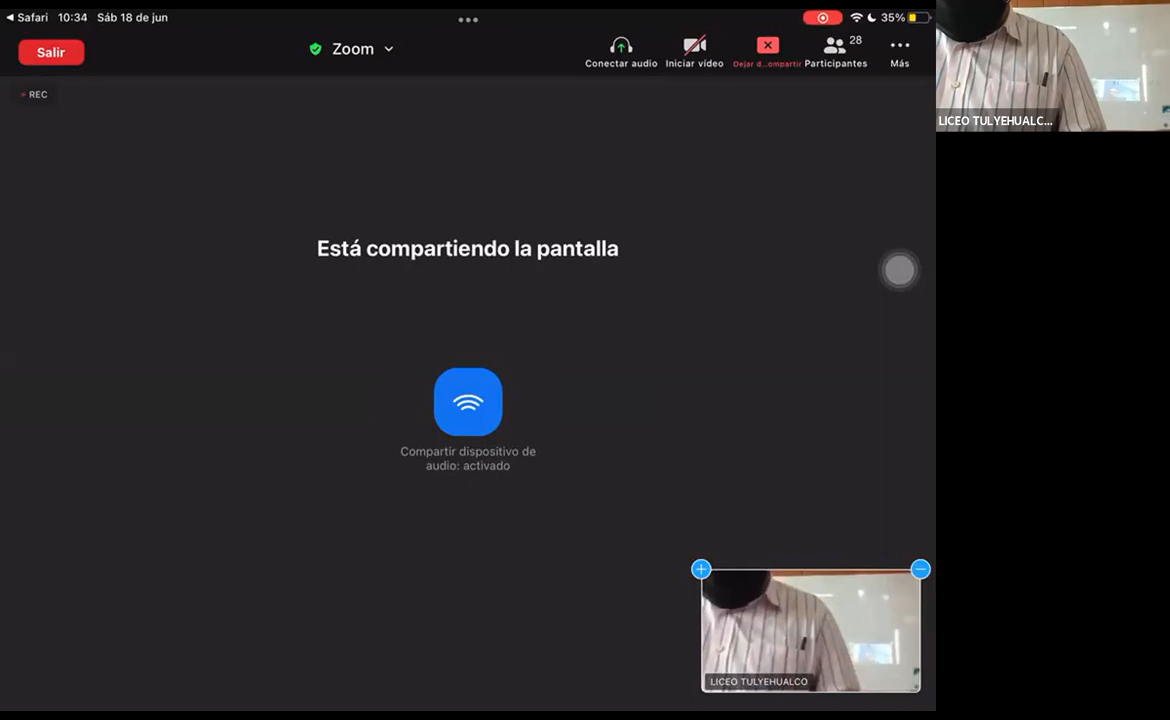 Safari 10:34 Sáb 18 de jun
35%
Salir
Zoom
Conectar audio
Iniciar vídeo
Dejar d...ompartir
Participantes
28
Más
LICEO TULYEHUALC...
REC
Está compartiendo la pantalla
Compartir dispositivo de
audio: activado
LICEO TULYEHUALCO